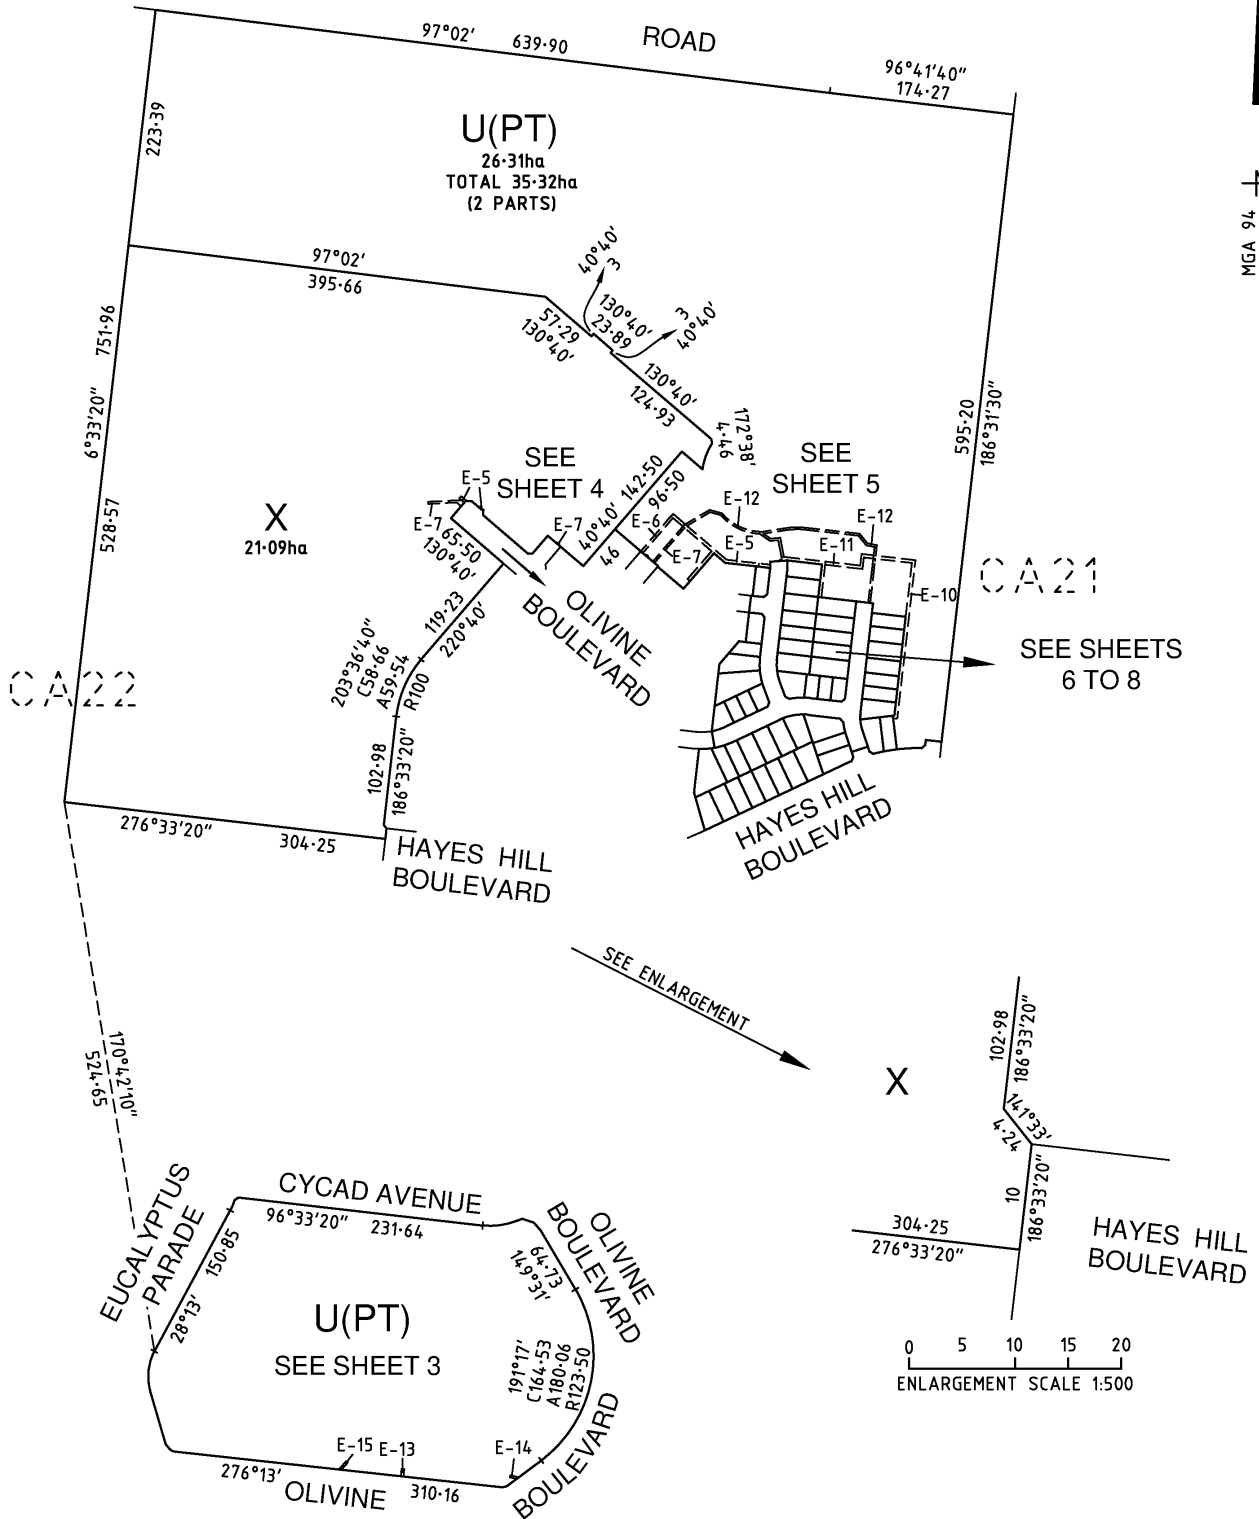 97°02' 639·90
ROAD
96°41'40"
174·27
223·39
U(PT)
26·31ha
TOTAL 35·32ha
(2 PARTS)
MGA 94
97°02'
395·66
40°40'
3
130°40'
23·89
3
40°40'
57·29
130°40'
130°40'
124·93
172°38'
4·46
751·96
6°33'20"
528·57
595·20
186°31'30"
SEE
SHEET 4
SEE
SHEET 5
E-5
E-7
65·50
130°40'
E-7
142·50
96·50
40°40'
46
E-6
E-7
E-12
E-5
E-11
E-12
E-10
X
21·09ha
CA21
CA22
OLIVINE
BOULEVARD
119·23
220°40'
203°36'40"
C58·66
A59·54
R100
102·98
186°33'20"
SEE SHEETS
6 TO 8
276°33'20" 304·25
HAYES HILL
BOULEVARD
HAYES HILL
BOULEVARD
SEE ENLARGEMENT
170°42'10"
524·65
X
102·98
186°33'20"
141°33'
4·24
10
186°33'20"
304·25
276°33'20"
HAYES HILL
BOULEVARD
0 5 10 15 20
ENLARGEMENT SCALE 1:500
CYCAD AVENUE
96°33'20" 231·64
EUCALYPTUS
PARADE
150·85
28°13'
OLIVINE
BOULEVARD
64·73
149°31'
U(PT)
SEE SHEET 3
191°17'
C164·53
A180·06
R123·50
E-15 E-13
E-14
276°13' 310·16
OLIVINE
BOULEVARD